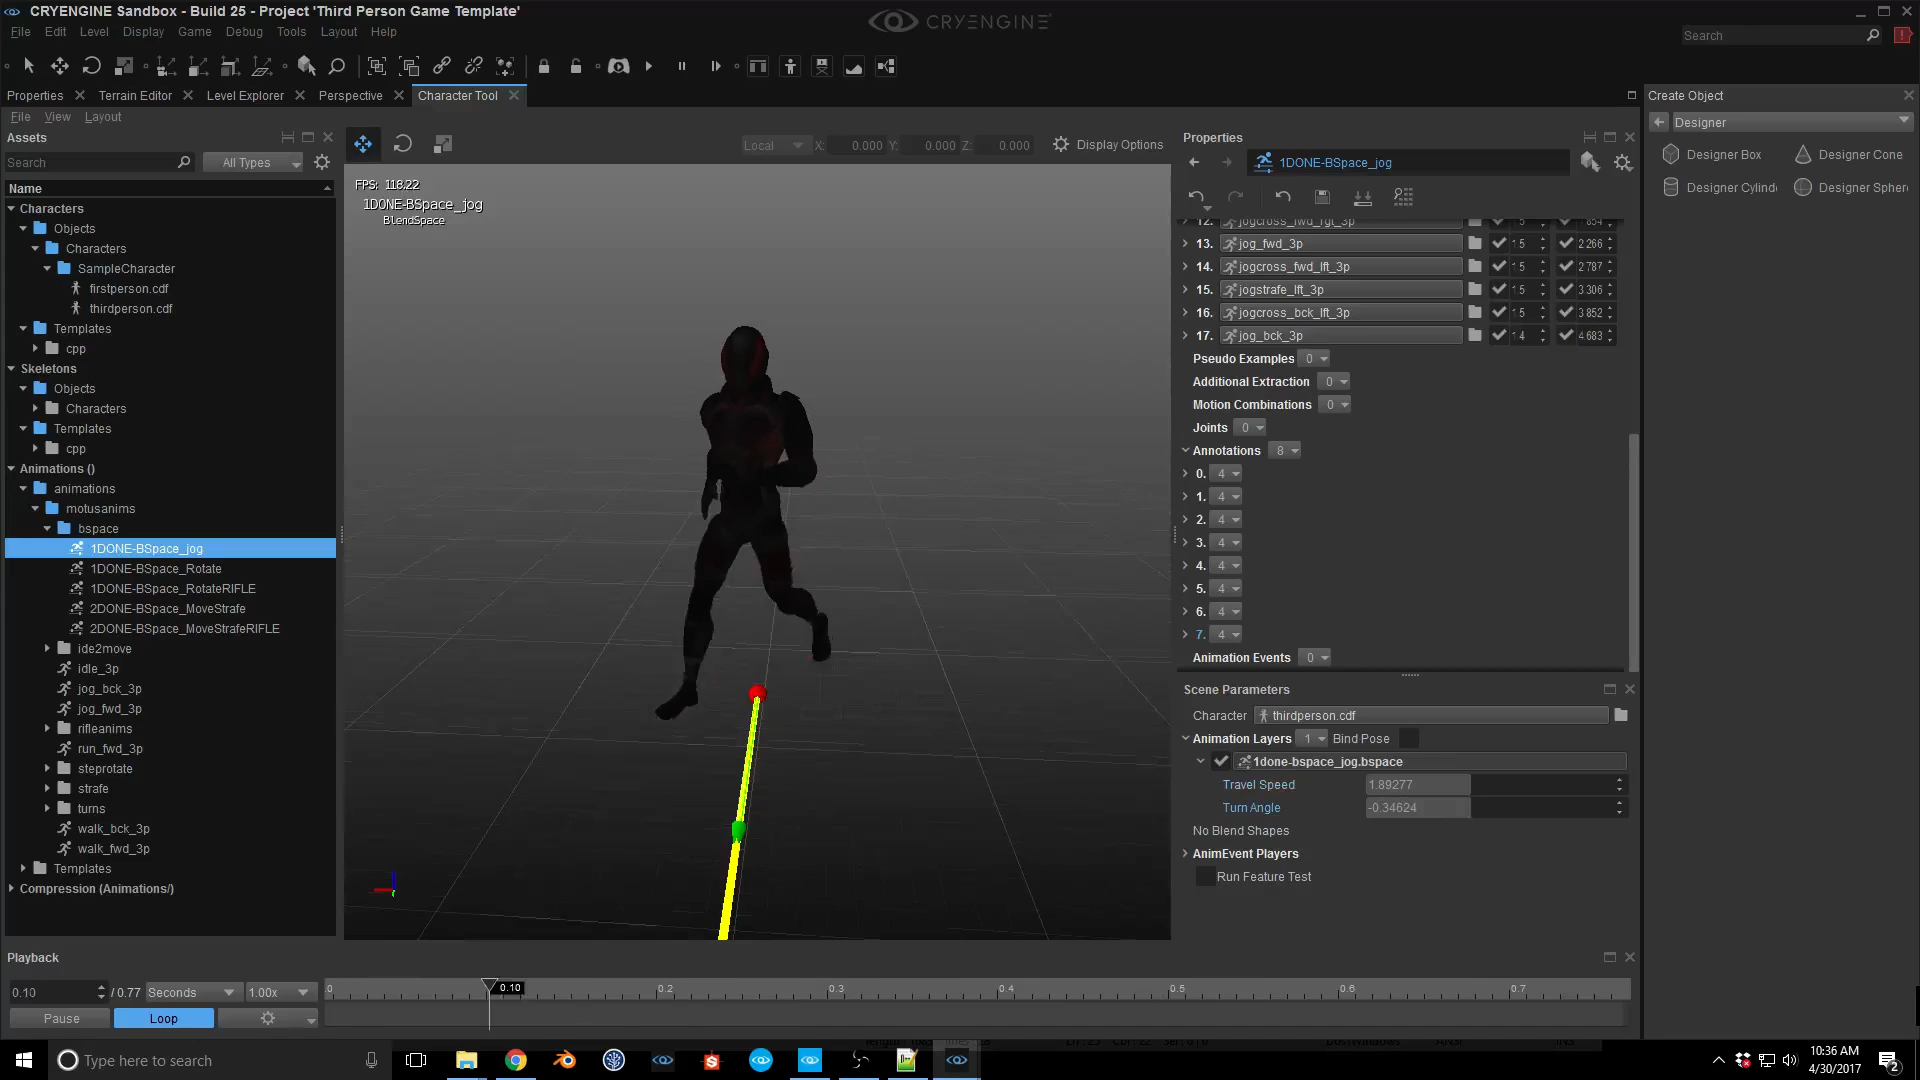 CRYENGINE Sandbox - Build 25 - Project 'Third Person Game Template'
CRYENGINE
File Edit Level Display Game Debug Tools Layout Help
Search
Properties Terrain Editor Level Explorer Perspective Character Tool
Create Object
File View Layout
Designer
Assets
Local X: 0.000 Y: 0.000 Z: 0.000 Display Options
Properties
Designer Box Designer Cone
Search All Types
1DONE-BSpace_jog
Designer Cylind Designer Spher
Name
FPS: 118.22
1DONE-BSpace_jog
BlendSpace
Characters
Objects
Characters
SampleCharacter
firstperson.cdf
thirdperson.cdf
Templates
cpp
Skeletons
Objects
Characters
Templates
cpp
Animations ()
animations
motusanims
bspace
1DONE-BSpace_jog
1DONE-BSpace_Rotate
1DONE-BSpace_RotateRIFLE
2DONE-BSpace_MoveStrafe
2DONE-BSpace_MoveStrafeRIFLE
ide2move
idle_3p
jog_bck_3p
jog_fwd_3p
rifleanims
run_fwd_3p
steprotate
strafe
turns
walk_bck_3p
walk_fwd_3p
Templates
Compression (Animations/)
12. jogcross_fwd_rgt_3p
13. jog_fwd_3p 1.5 2.266
14. jogcross_fwd_lft_3p 1.5 2.787
15. jogstrafe_lft_3p 1.5 3.306
16. jogcross_bck_lft_3p 1.5 3.852
17. jog_bck_3p 1.4 4.683
Pseudo Examples 0
Additional Extraction 0
Motion Combinations 0
Joints 0
Annotations 8
0. 4
1. 4
2. 4
3. 4
4. 4
5. 4
6. 4
7. 4
Animation Events 0
Scene Parameters
Character thirdperson.cdf
Animation Layers 1 Bind Pose
1done-bspace_jog.bspace
Travel Speed 1.89277
Turn Angle -0.34624
No Blend Shapes
AnimEvent Players
Run Feature Test
Playback
0.10 / 0.77 Seconds 1.00x
.0 0.10 0.2 0.3 0.4 0.5 0.6 0.7
Pause Loop
Type here to search
10:36 AM
4/30/2017
2